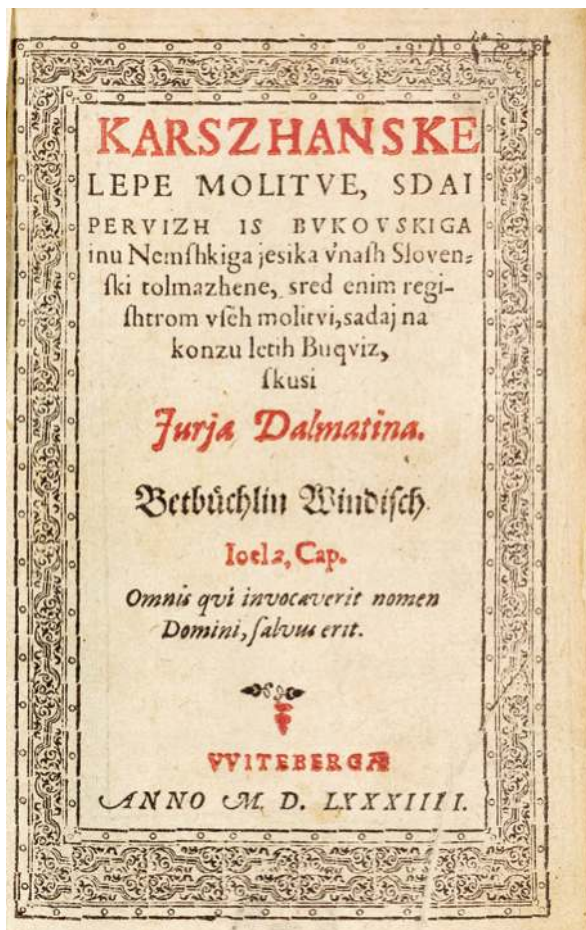 KARSZHANSKE
LEPE MOLITVE, SDAI
PERVIZH IS BVKOVSKIGA
inu Nemſhkiga jesika v'naſh Sloven⸗
ſki tolmazhene, sred enim regi-
ſhtrom vſeh molitvi, sadaj na
konzu letih Buqviz,
ſkusi
Jurja Dalmatina.
Betbüchlin Windiſch.
Ioel 2, Cap.
Omnis qvi invocaverit nomen
Domini, ſalvus erit.
VVITEBERGÆ
ANNO M. D. LXXXIIII.